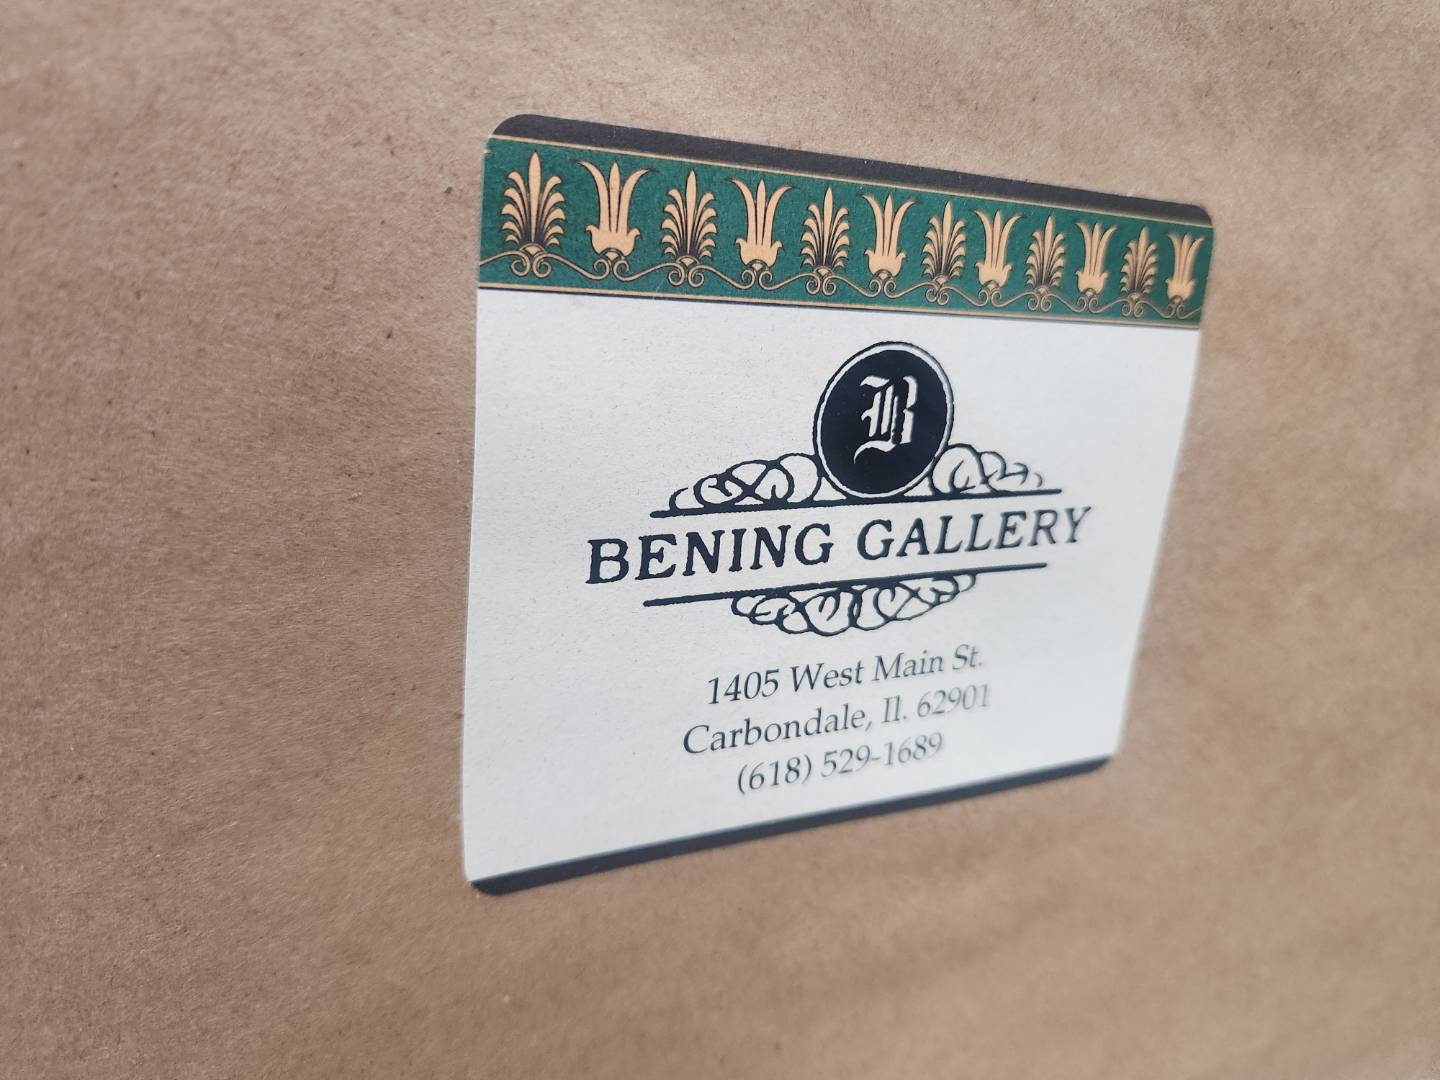 B
BENING GALLERY
1405 West Main St.
Carbondale, Il. 62901
(618) 529-1689